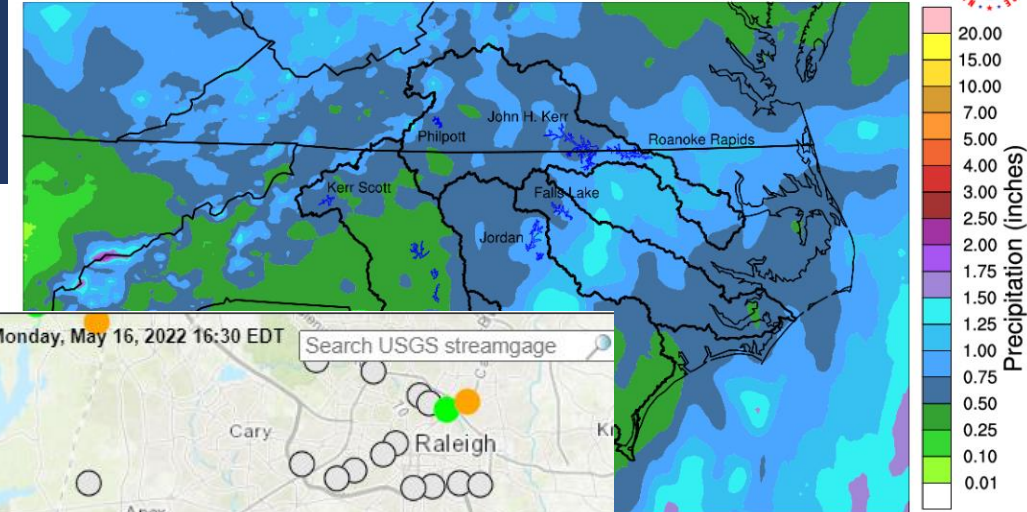 John H. Kerr
Philpott
Roanoke Rapids
Kerr Scott
Falls Lake
Jordan
20.00
15.00
10.00
7.00
5.00
4.00
3.00
2.50
2.00
1.75
1.50
1.25
1.00
0.75
0.50
0.25
0.10
0.01
Precipitation (inches)
Monday, May 16, 2022 16:30 EDT
Search USGS streamgage
70
Cary
Raleigh